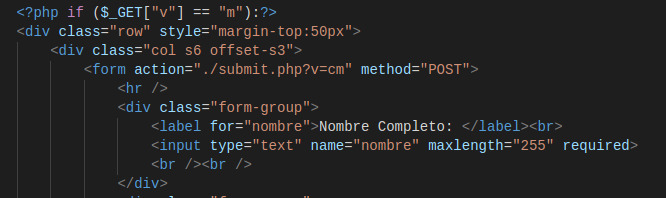 <?php if ($_GET["v"] == "m"):?>
<div class="row" style="margin-top:50px">
<div class="col s6 offset-s3">
<form action="./submit.php?v=cm" method="POST">
<hr />
<div class="form-group">
<label for="nombre">Nombre Completo: </label><br>
<input type="text" name="nombre" maxlength="255" required>
<br /><br />
</div>